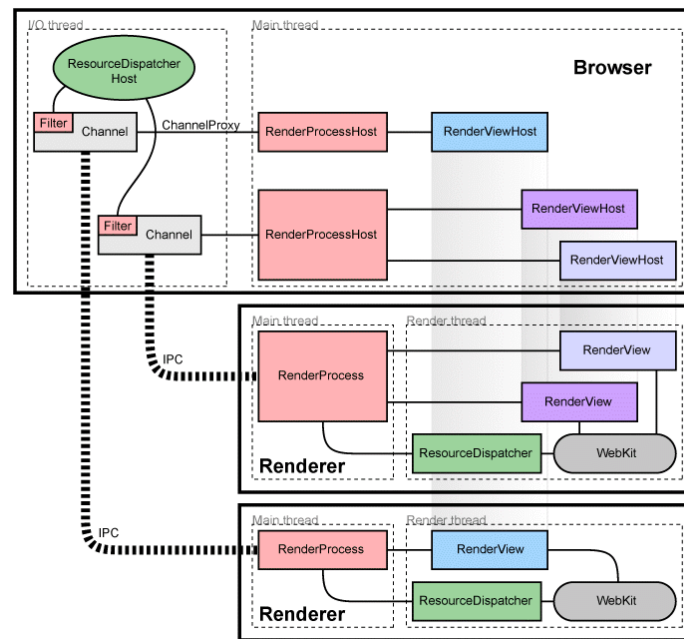 I/O thread
Main thread
ResourceDispatcher
Host
Browser
Filter
Channel
ChannelProxy
RenderProcessHost
RenderViewHost
Filter
Channel
RenderProcessHost
RenderViewHost
RenderViewHost
Main thread
Render thread
IPC
RenderProcess
RenderView
RenderView
Renderer
ResourceDispatcher
WebKit
Main thread
Render thread
IPC
RenderProcess
RenderView
Renderer
ResourceDispatcher
WebKit